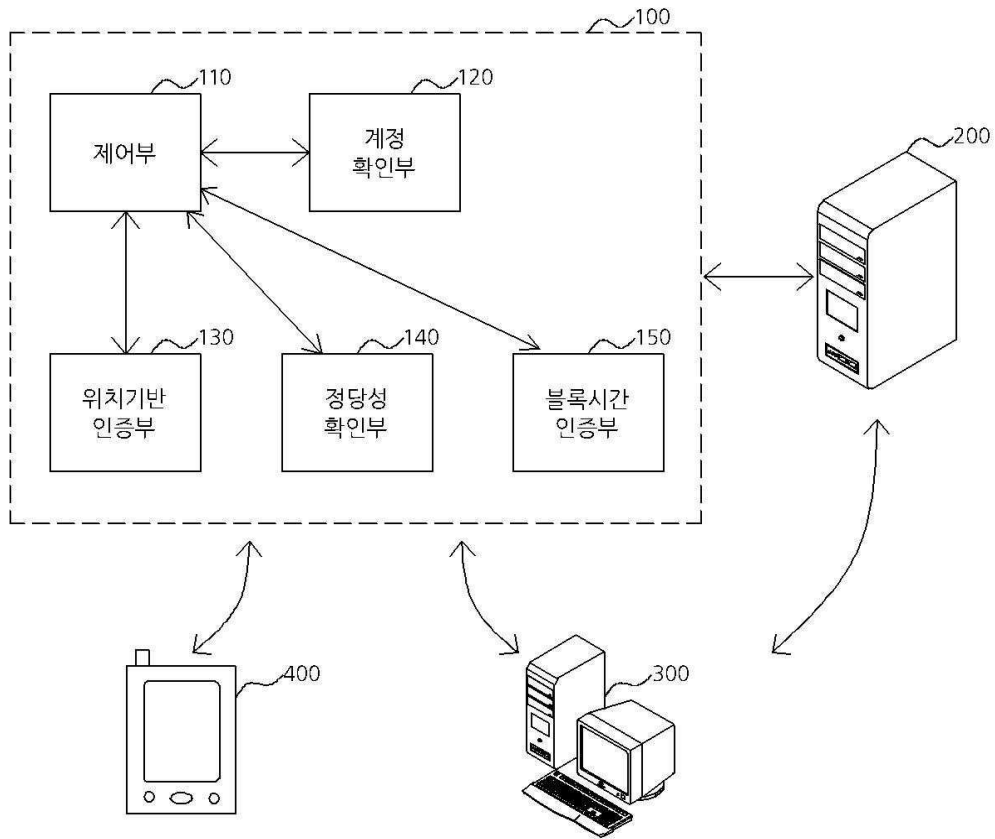 100
110
120
제어부
계정
확인부
200
130
140
150
위치기반
인증부
정당성
확인부
블록시간
인증부
400
300